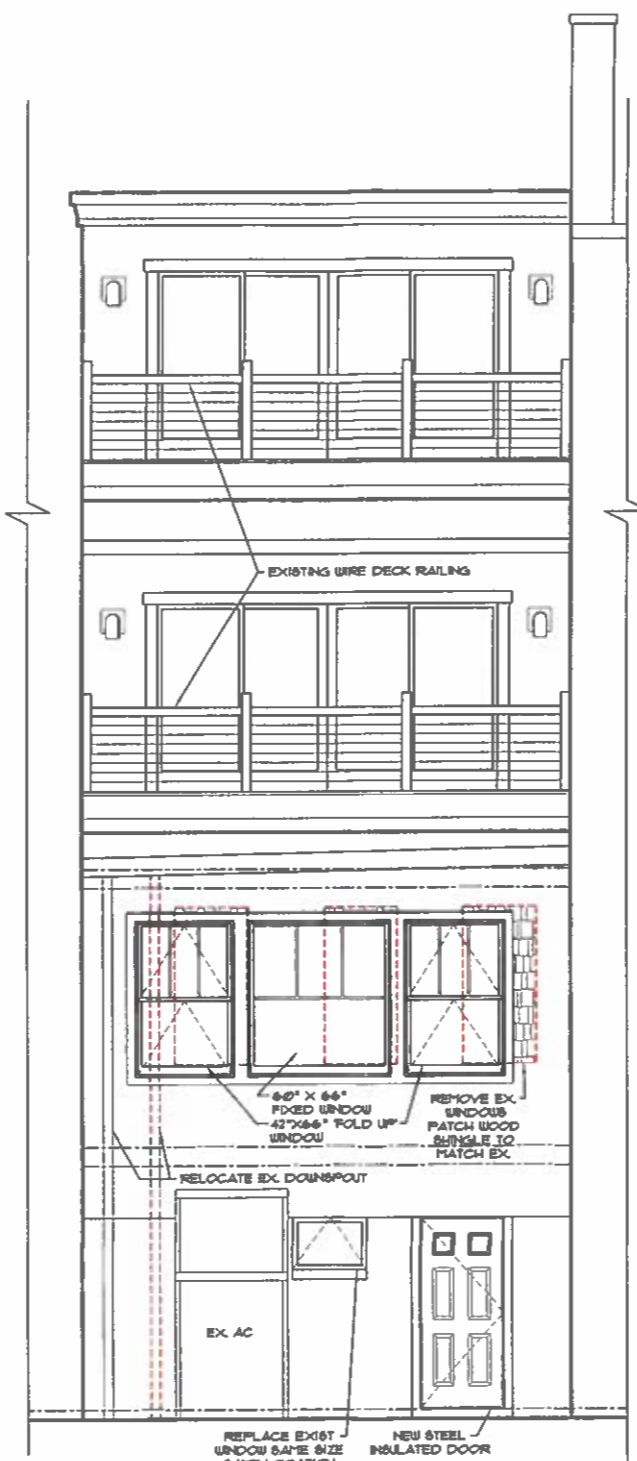 EXISTING WIRE DECK RAILING
60" X 66"
FIXED WINDOW
42"X66" "FOLD UP"
WINDOW
REMOVE EX.
WINDOWS
PATCH WOOD
SHINGLE TO
MATCH EX.
RELOCATE EX. DOWNSPOUT
EX. AC
REPLACE EXIST
WINDOW SAME SIZE
NEW STEEL
INSULATED DOOR